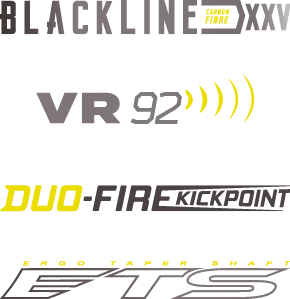 BLACKLINE CARBON FIBRE XXV
VR 92
DUO-FIRE KICKPOINT
ERGO TAPER SHAFT
ETS